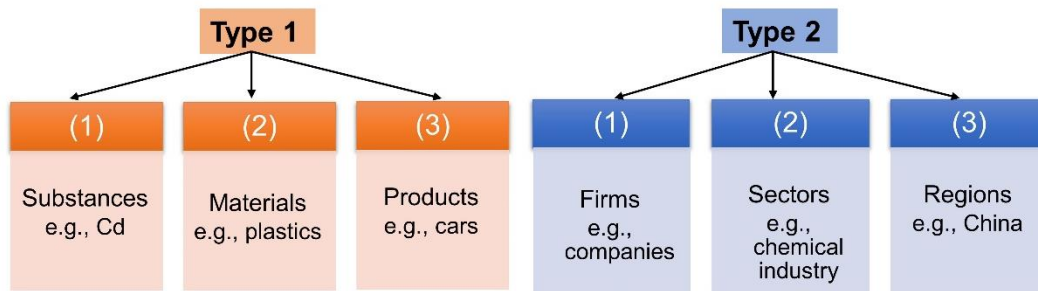 Type 1
(1)
Substances
e.g., Cd
(2)
Materials
e.g., plastics
(3)
Products
e.g., cars
Type 2
(1)
Firms
e.g.,
companies
(2)
Sectors
e.g.,
chemical
industry
(3)
Regions
e.g., China